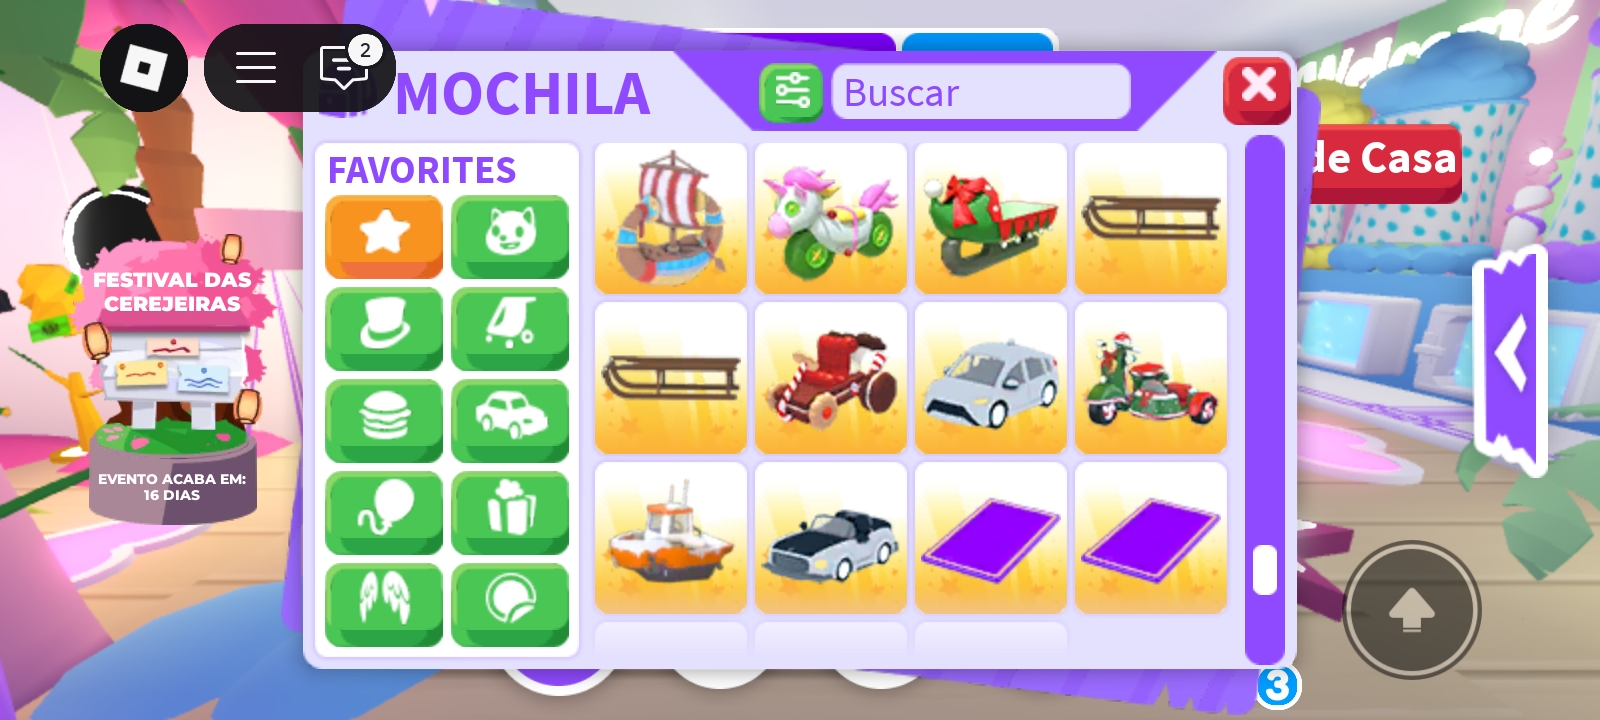 2
MOCHILA
Buscar
de Casa
FAVORITES
FESTIVAL DAS
CEREJEIRAS
EVENTO ACABA EM:
16 DIAS
3